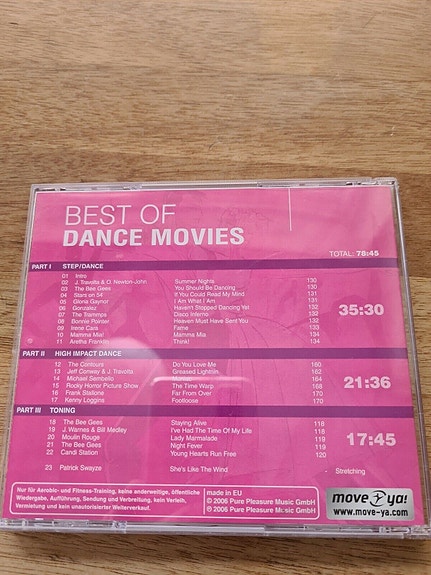 BEST OF
DANCE MOVIES
TOTAL: 78:45
PART I STEP/DANCE
01 Intro
02 J. Travolta & O. Newton-John Summer Nights 130
03 The Bee Gees You Should Be Dancing 130
04 Stars on 54 If You Could Read My Mind 131
05 Gloria Gaynor I Am What I Am 131
06 Gonzalez Haven't Stopped Dancing Yet 132
07 The Trammps Disco Inferno 132
08 Bonnie Pointer Heaven Must Have Sent You 132
09 Irene Cara Fame 133
10 Mamma Mia! Mamma Mia 134
11 Aretha Franklin Think! 134
35:30
PART II HIGH IMPACT DANCE
12 The Contours Do You Love Me 160
13 Jeff Conway & J. Travolta Greased Lightnin. 162
14 Michael Sembello Maniac 164
15 Rocky Horror Picture Show The Time Warp 168
16 Frank Stallone Far From Over 170
17 Kenny Loggins Footloose 170
21:36
PART III TONING
18 The Bee Gees Staying Alive 118
19 J. Warnes & Bill Medley I've Had The Time Of My Life 118
20 Moulin Rouge Lady Marmalade 119
21 The Bee Gees Night Fever 119
22 Candi Station Young Hearts Run Free 120
17:45
23 Patrick Swayze She's Like The Wind Stretching
Nur für Aerobic- und Fitness-Training, keine anderweitige, öffentliche
Wiedergabe, Aufführung, Sendung und Verbreitung. Kein Verleih,
Vermietung und kein unautorisierter Weiterverkauf.
made in EU
℗ 2006 Pure Pleasure Music GmbH
© 2006 Pure Pleasure Music GmbH
move ya!
www.move-ya.com